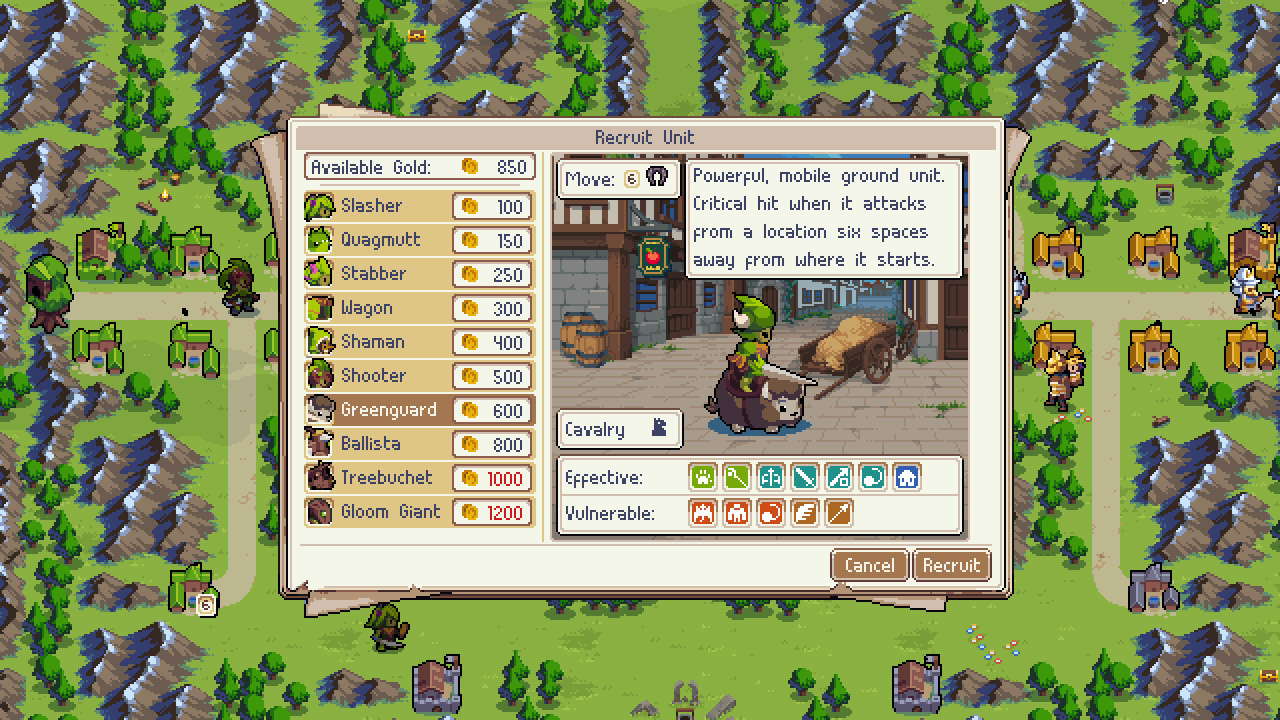 Recruit Unit
Available Gold: 850
Slasher 100
Quagmutt 150
Stabber 250
Wagon 300
Shaman 400
Shooter 500
Greenguard 600
Ballista 800
Treebuchet 1000
Gloom Giant 1200
Move: 6
Powerful, mobile ground unit.
Critical hit when it attacks
from a location six spaces
away from where it starts.
Cavalry
Effective:
Vulnerable:
Cancel
Recruit
6